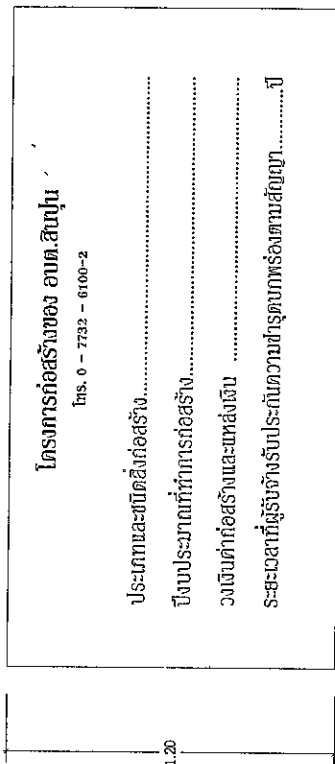 โครงการก่อสร้างของ อบต.สินปุน
โทร. 0 - 7732 - 6100-2
ประเภทและชนิดสิ่งก่อสร้าง........................................
ปีงบประมาณที่ทำการก่อสร้าง........................................
วงเงินค่าก่อสร้างและแหล่งเงิน ........................................
ระยะเวลาที่ผู้รับจ้างรับประกันความชำรุดบกพร่องตามสัญญา..........ปี
1.20